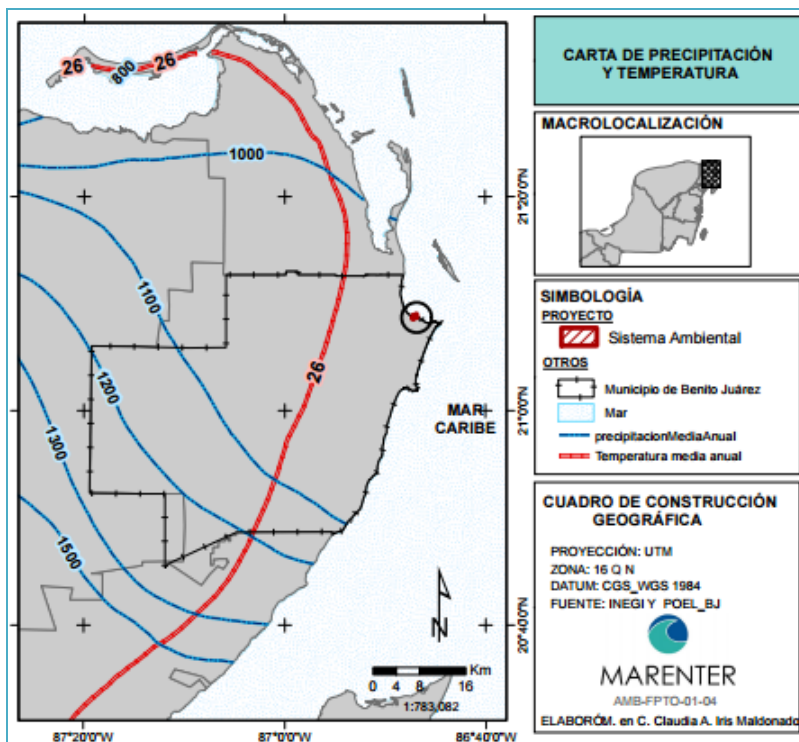 26
800
26
1000
1100
1200
1300
1500
26
MAR
CARIBE
N
Km
0 4 8 16
1:783,082
87°20'0"W
87°0'0"W
86°40'0"W
21°20'0"N
21°0'0"N
20°40'0"N
CARTA DE PRECIPITACIÓN
Y TEMPERATURA
MACROLOCALIZACIÓN
SIMBOLOGÍA
PROYECTO
Sistema Ambiental
OTROS
Municipio de Benito Juárez
Mar
precipitacionMediaAnual
Temperatura media anual
CUADRO DE CONSTRUCCIÓN
GEOGRÁFICA
PROYECCIÓN: UTM
ZONA: 16 Q N
DATUM: CGS_WGS 1984
FUENTE: INEGI Y POEL_BJ
MARENTER
AMB-FPTO-01-04
ELABORÓM. en C. Claudia A. Iris Maldonado